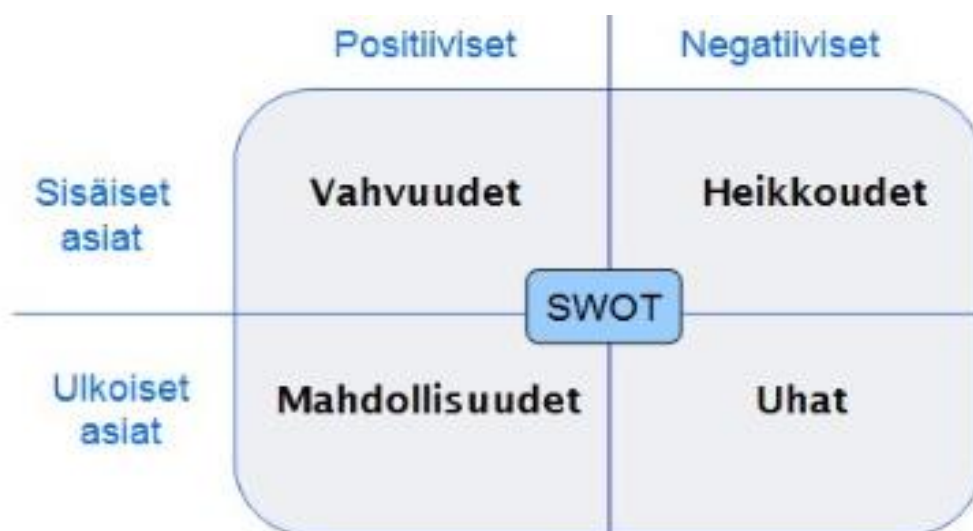 Positiiviset
Negatiiviset
Sisäiset
asiat
Vahvuudet
Heikkoudet
SWOT
Ulkoiset
asiat
Mahdollisuudet
Uhat